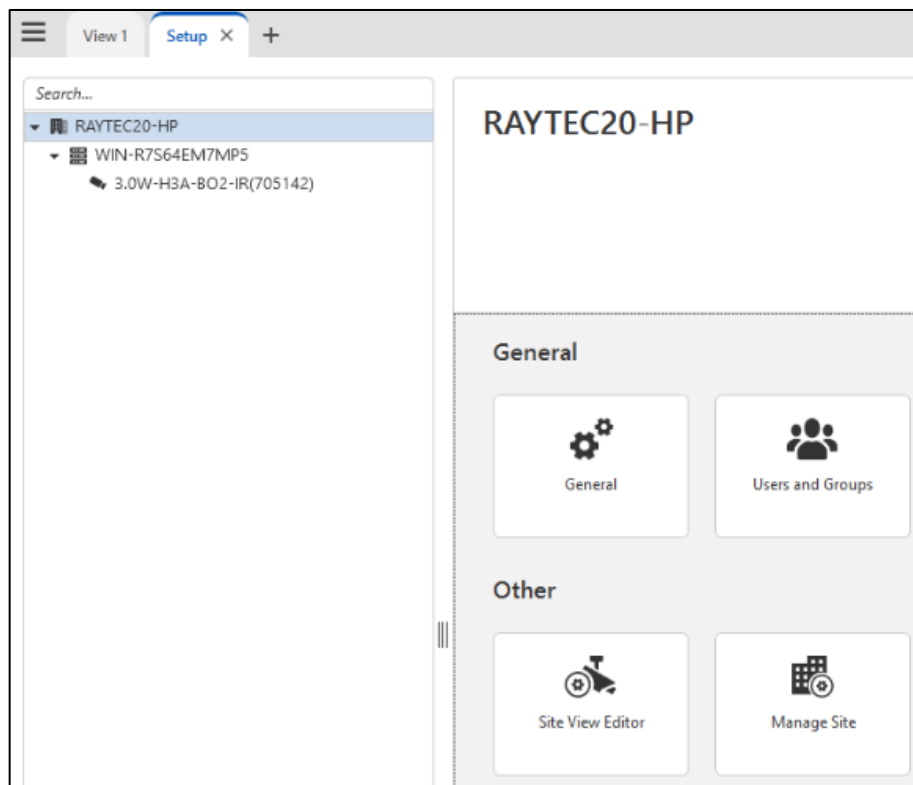 View 1
Setup
Search...
RAYTEC20-HP
WIN-R7S64EM7MP5
3.0W-H3A-BO2-IR(705142)
RAYTEC20-HP
General
General
Users and Groups
Other
Site View Editor
Manage Site